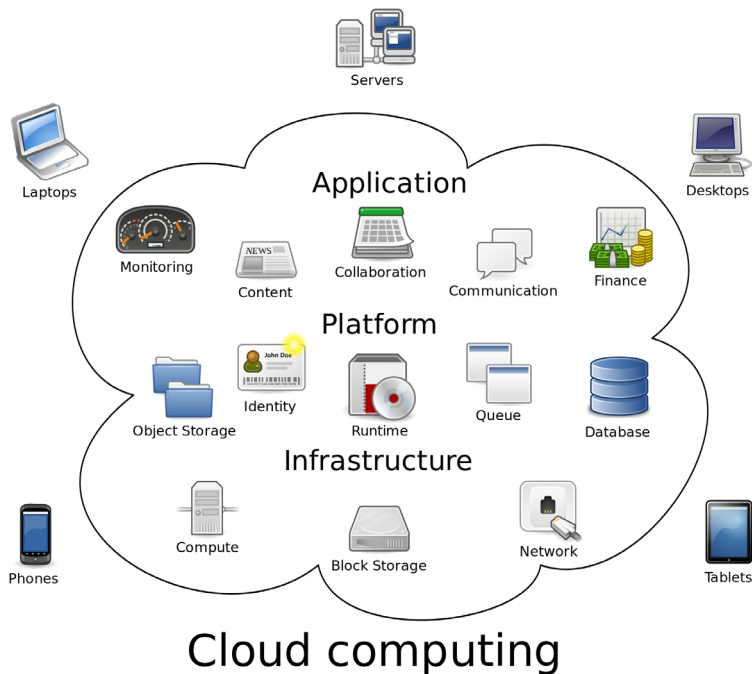 Servers
Laptops
Desktops
Application
Monitoring
NEWS
Content
Collaboration
Communication
Finance
Platform
Object Storage
John Doe
Identity
Runtime
Queue
Database
Infrastructure
Phones
Compute
Block Storage
Network
Tablets
Cloud computing